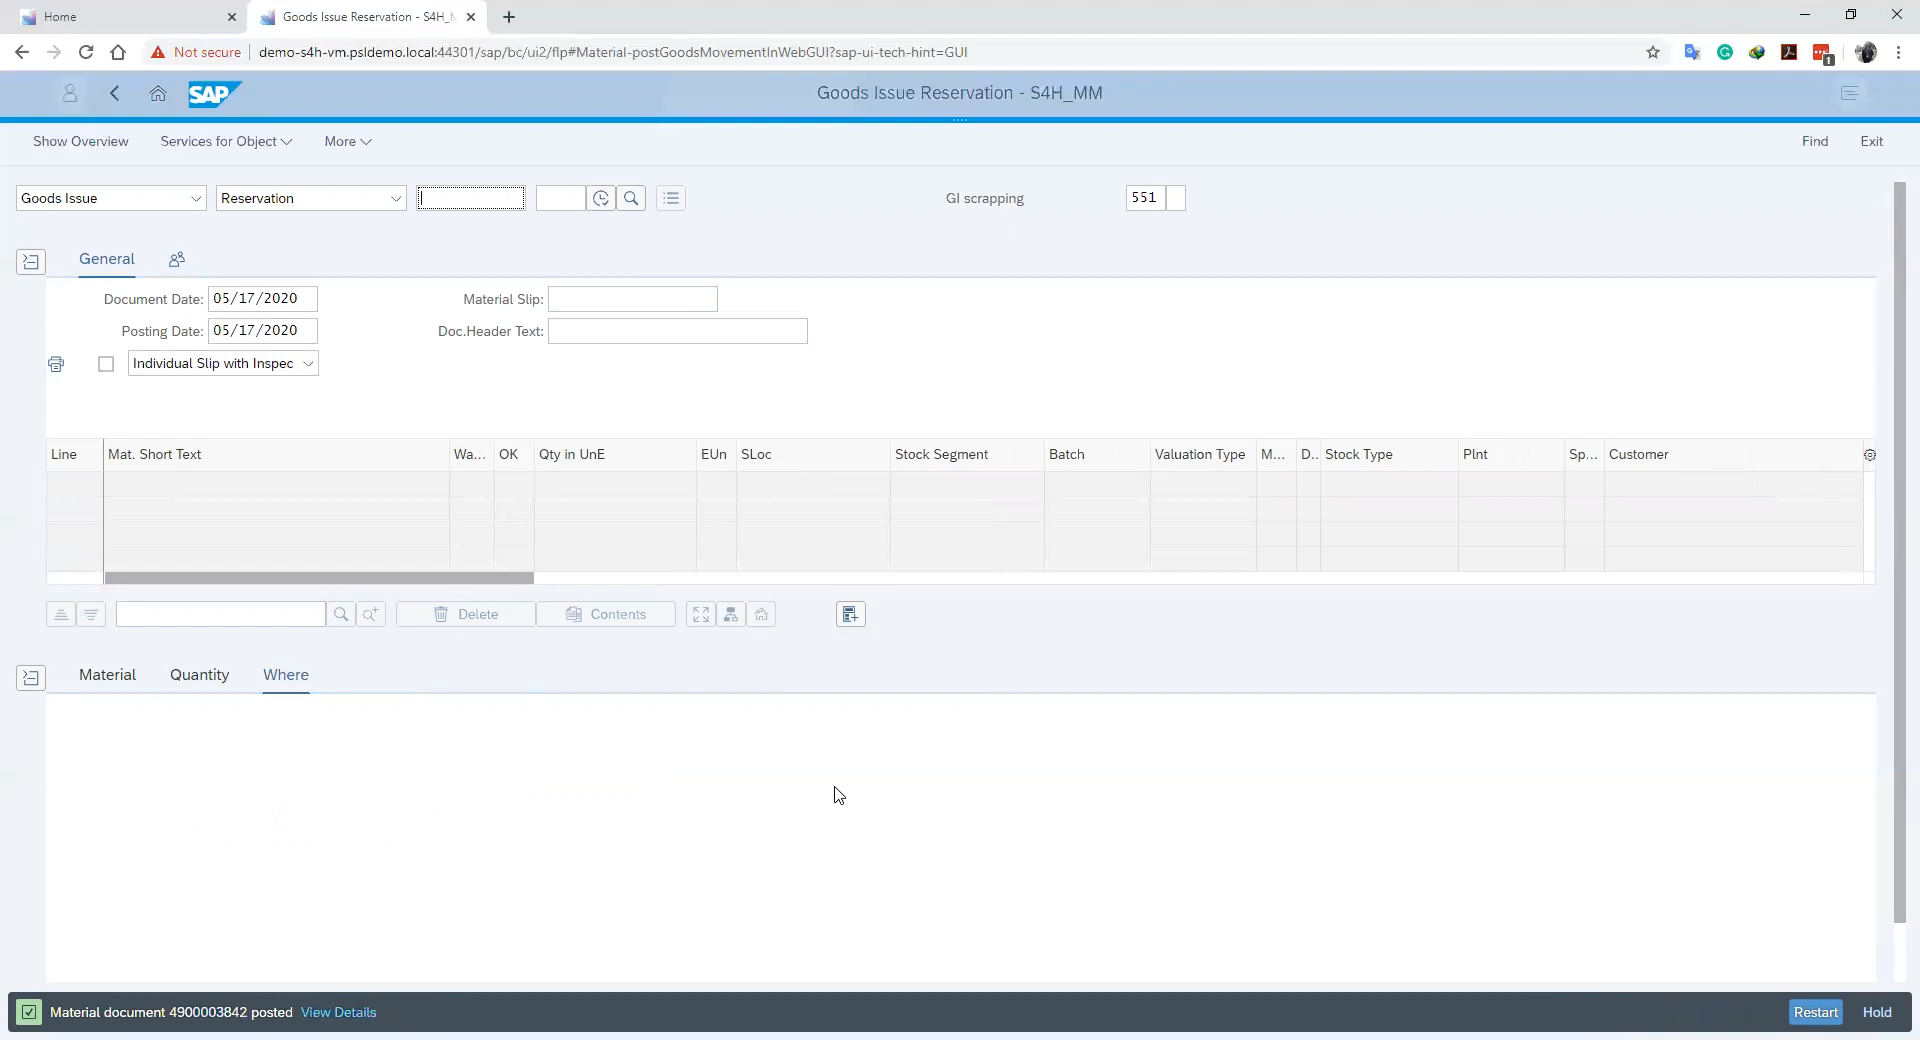 Home
Goods Issue Reservation - S4H_M
Not secure
demo-s4h-vm.psldemo.local:44301/sap/bc/ui2/flp#Material-postGoodsMovementInWebGUI?sap-ui-tech-hint=GUI
1
SAP
Goods Issue Reservation - S4H_MM
Show Overview Services for Object More Find Exit
Goods Issue Reservation GI scrapping 551
General
Document Date: 05/17/2020 Material Slip:
Posting Date: 05/17/2020 Doc.Header Text:
Individual Slip with Inspec
Line Mat. Short Text Wa... OK Qty in UnE EUn SLoc Stock Segment Batch Valuation Type M... D.. Stock Type Plnt Sp... Customer
Delete Contents
Material Quantity Where
Material document 4900003842 posted View Details Restart Hold